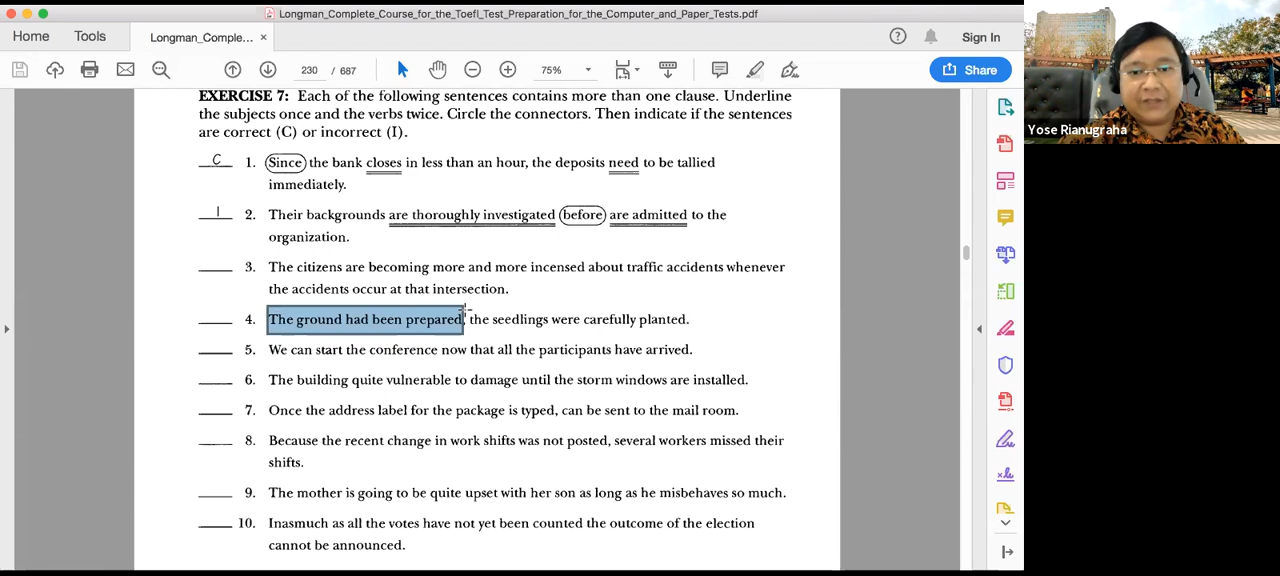 Longman_Complete_Course_for_the_Toefl_Test_Preparation_for_the_Computer_and_Paper_Tests.pdf
Home Tools Longman_Comple... × Sign In
230 / 687 75% Share
Yose Rianugraha
EXERCISE 7: Each of the following sentences contains more than one clause. Underline
the subjects once and the verbs twice. Circle the connectors. Then indicate if the sentences
are correct (C) or incorrect (I).
C 1. Since the bank closes in less than an hour, the deposits need to be tallied
immediately.
I 2. Their backgrounds are thoroughly investigated before are admitted to the
organization.
3. The citizens are becoming more and more incensed about traffic accidents whenever
the accidents occur at that intersection.
4. The ground had been prepared, the seedlings were carefully planted.
5. We can start the conference now that all the participants have arrived.
6. The building quite vulnerable to damage until the storm windows are installed.
7. Once the address label for the package is typed, can be sent to the mail room.
8. Because the recent change in work shifts was not posted, several workers missed their
shifts.
9. The mother is going to be quite upset with her son as long as he misbehaves so much.
10. Inasmuch as all the votes have not yet been counted the outcome of the election
cannot be announced.